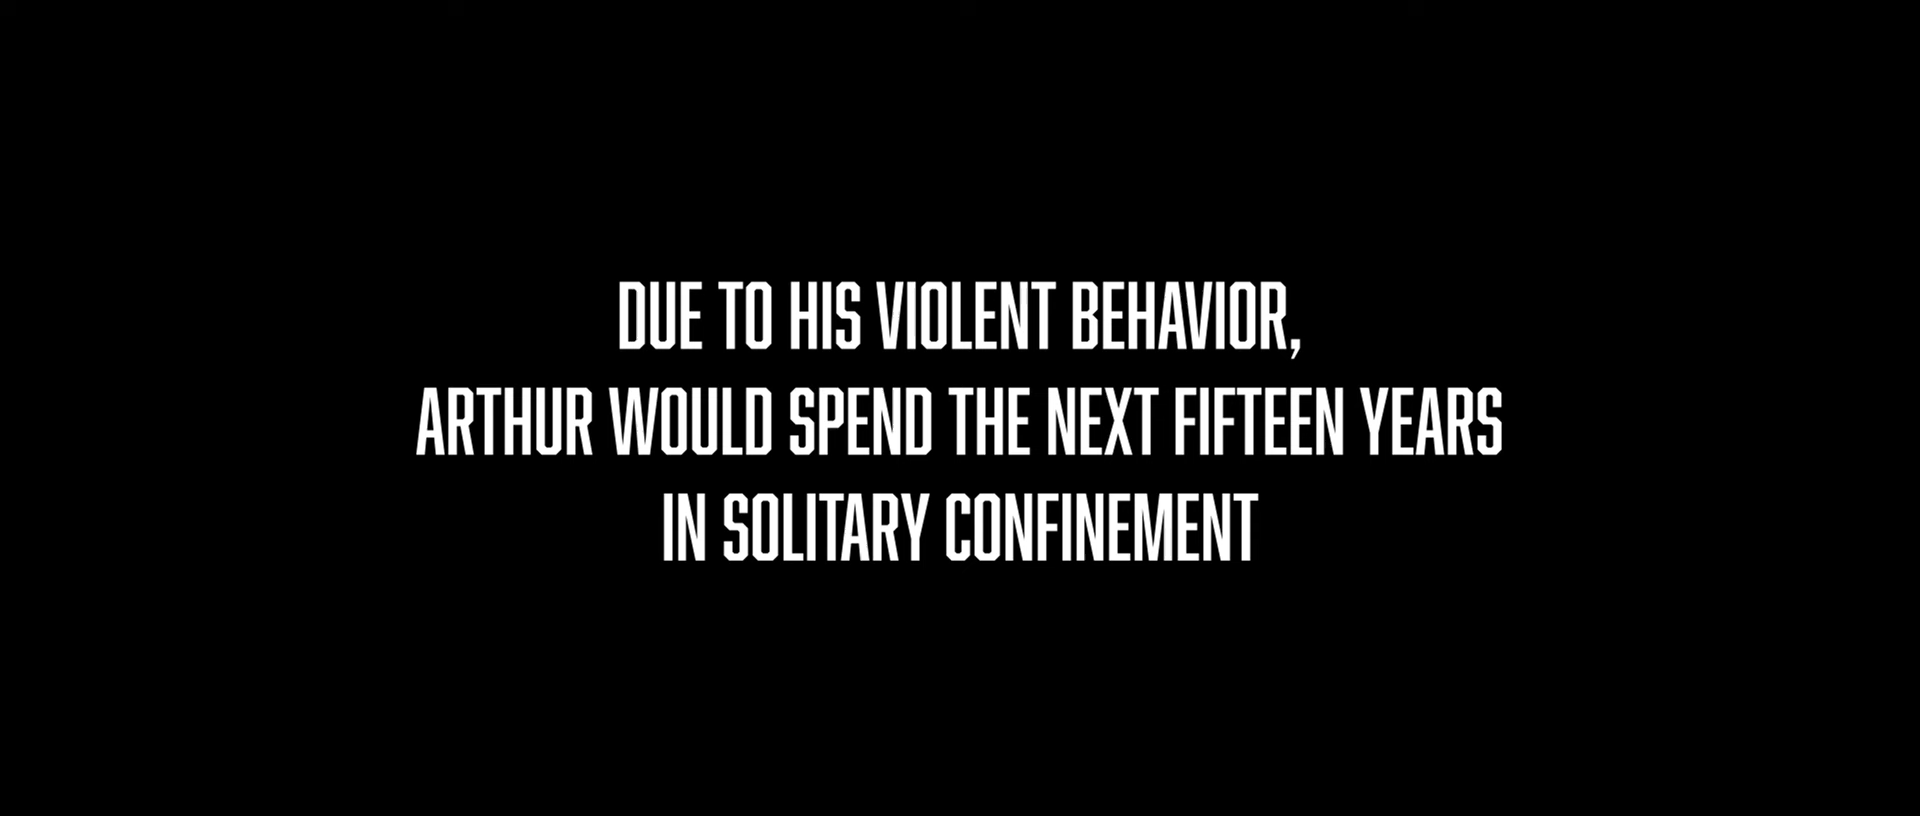 DUE TO HIS VIOLENT BEHAVIOR,
ARTHUR WOULD SPEND THE NEXT FIFTEEN YEARS
IN SOLITARY CONFINEMENT